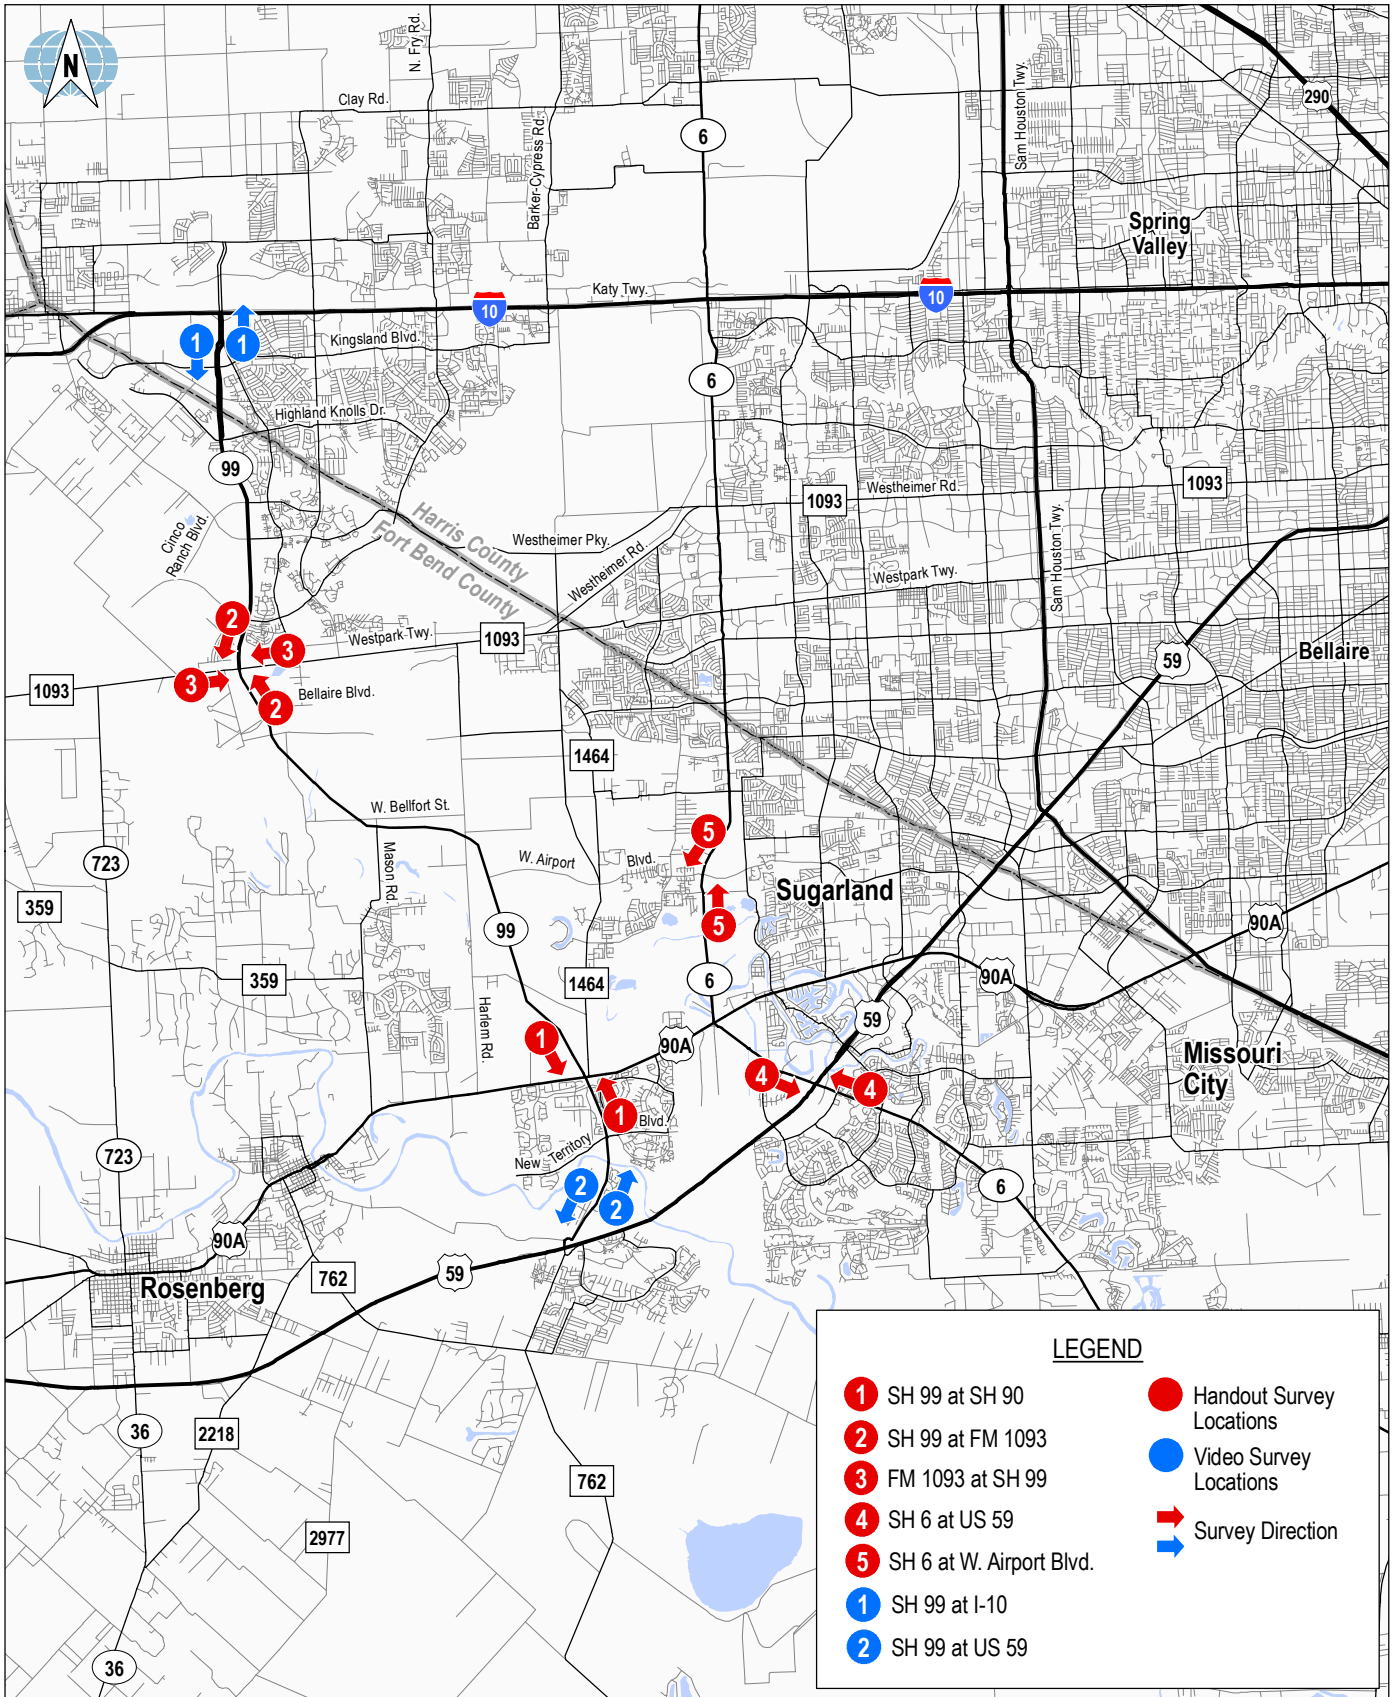 N
N. Fry Rd.
Clay Rd.
Barker-Cypress Rd.
6
Sam Houston Twy.
290
Spring
Valley
Katy Twy.
10
10
1
1
Kingsland Blvd.
6
Highland Knolls Dr.
99
1093
Westheimer Rd.
1093
Harris County
Fort Bend County
Cinco
Ranch Blvd.
Westheimer Pky.
Westheimer Rd.
Westpark Twy.
Sam Houston Twy.
2
3
Westpark Twy.
1093
59
Bellaire
3
1093
2
Bellaire Blvd.
1464
W. Bellfort St.
5
723
Mason Rd.
W. Airport
Blvd.
359
Sugarland
99
5
90A
359
1464
6
90A
Harlem Rd.
59
1
90A
Missouri
City
4
4
1
Blvd.
723
New
Territory
2
2
6
90A
59
762
Rosenberg
36
2218
762
2977
36
LEGEND
1 SH 99 at SH 90
2 SH 99 at FM 1093
3 FM 1093 at SH 99
4 SH 6 at US 59
5 SH 6 at W. Airport Blvd.
1 SH 99 at I-10
2 SH 99 at US 59
Handout Survey
Locations
Video Survey
Locations
Survey Direction